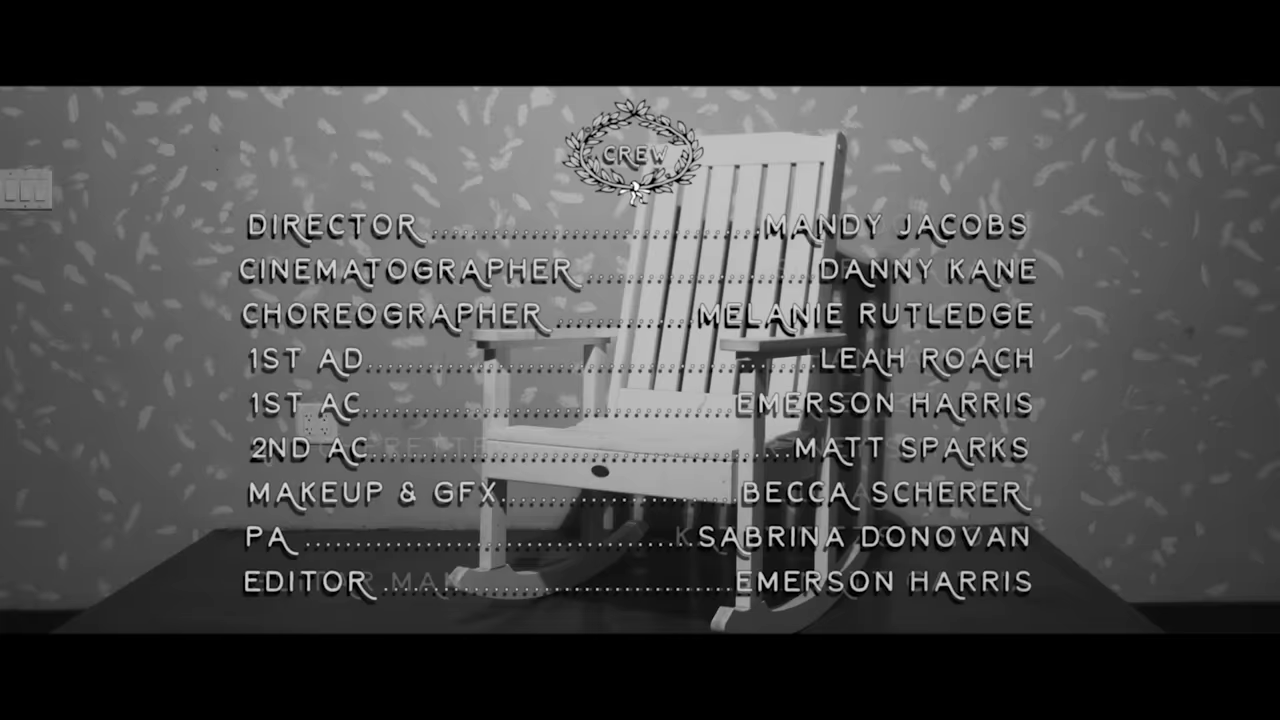 CREW
DIRECTOR................................MANDY JACOBS
CINEMATOGRAPHER.......................DANNY KANE
CHOREOGRAPHER..............MELANIE RUTLEDGE
1ST AD.............................................LEAH ROACH
1ST AC.....................................EMERSON HARRIS
2ND AC.........................................MATT SPARKS
MAKEUP & GFX.......................BECCA SCHERER
PA......................................SABRINA DONOVAN
EDITOR..................................EMERSON HARRIS